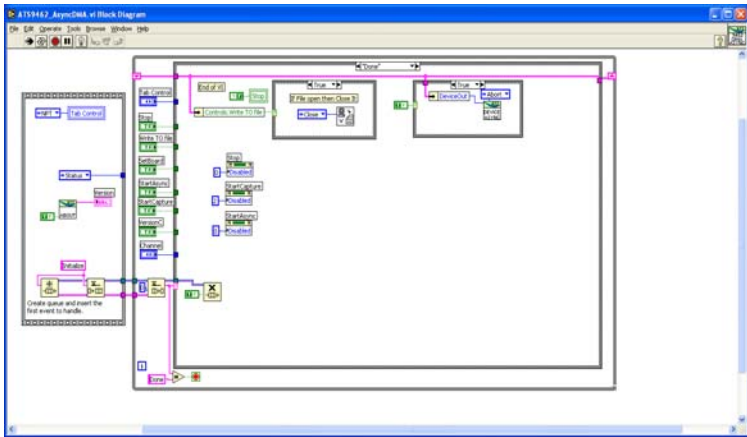 ATS9462_AsyncDMA.vi Block Diagram
File Edit Operate Tools Browse Window Help
"Done"
Tab Control
End of VI
Stop
True
If File open then Close It
Controls.Write TO file
Close
True
DeviceOut
Abort
Tab Control
Stop
Write TO file
SetBoard
Status
StartAsync
StartCapture
Version
ABOUT
VersionC
Channel
Stop
Disabled
StartCapture
Disabled
StartAsync
Disabled
Initialize
Create queue and insert the
first event to handle.
Done